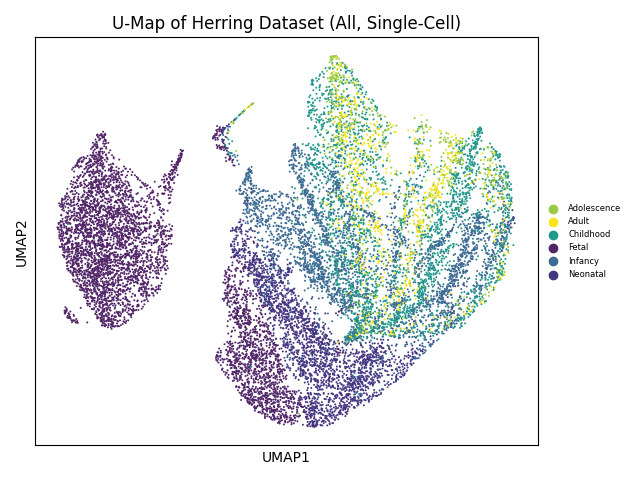 U-Map of Herring Dataset (All, Single-Cell)
UMAP2
UMAP1
Adolescence
Adult
Childhood
Fetal
Infancy
Neonatal